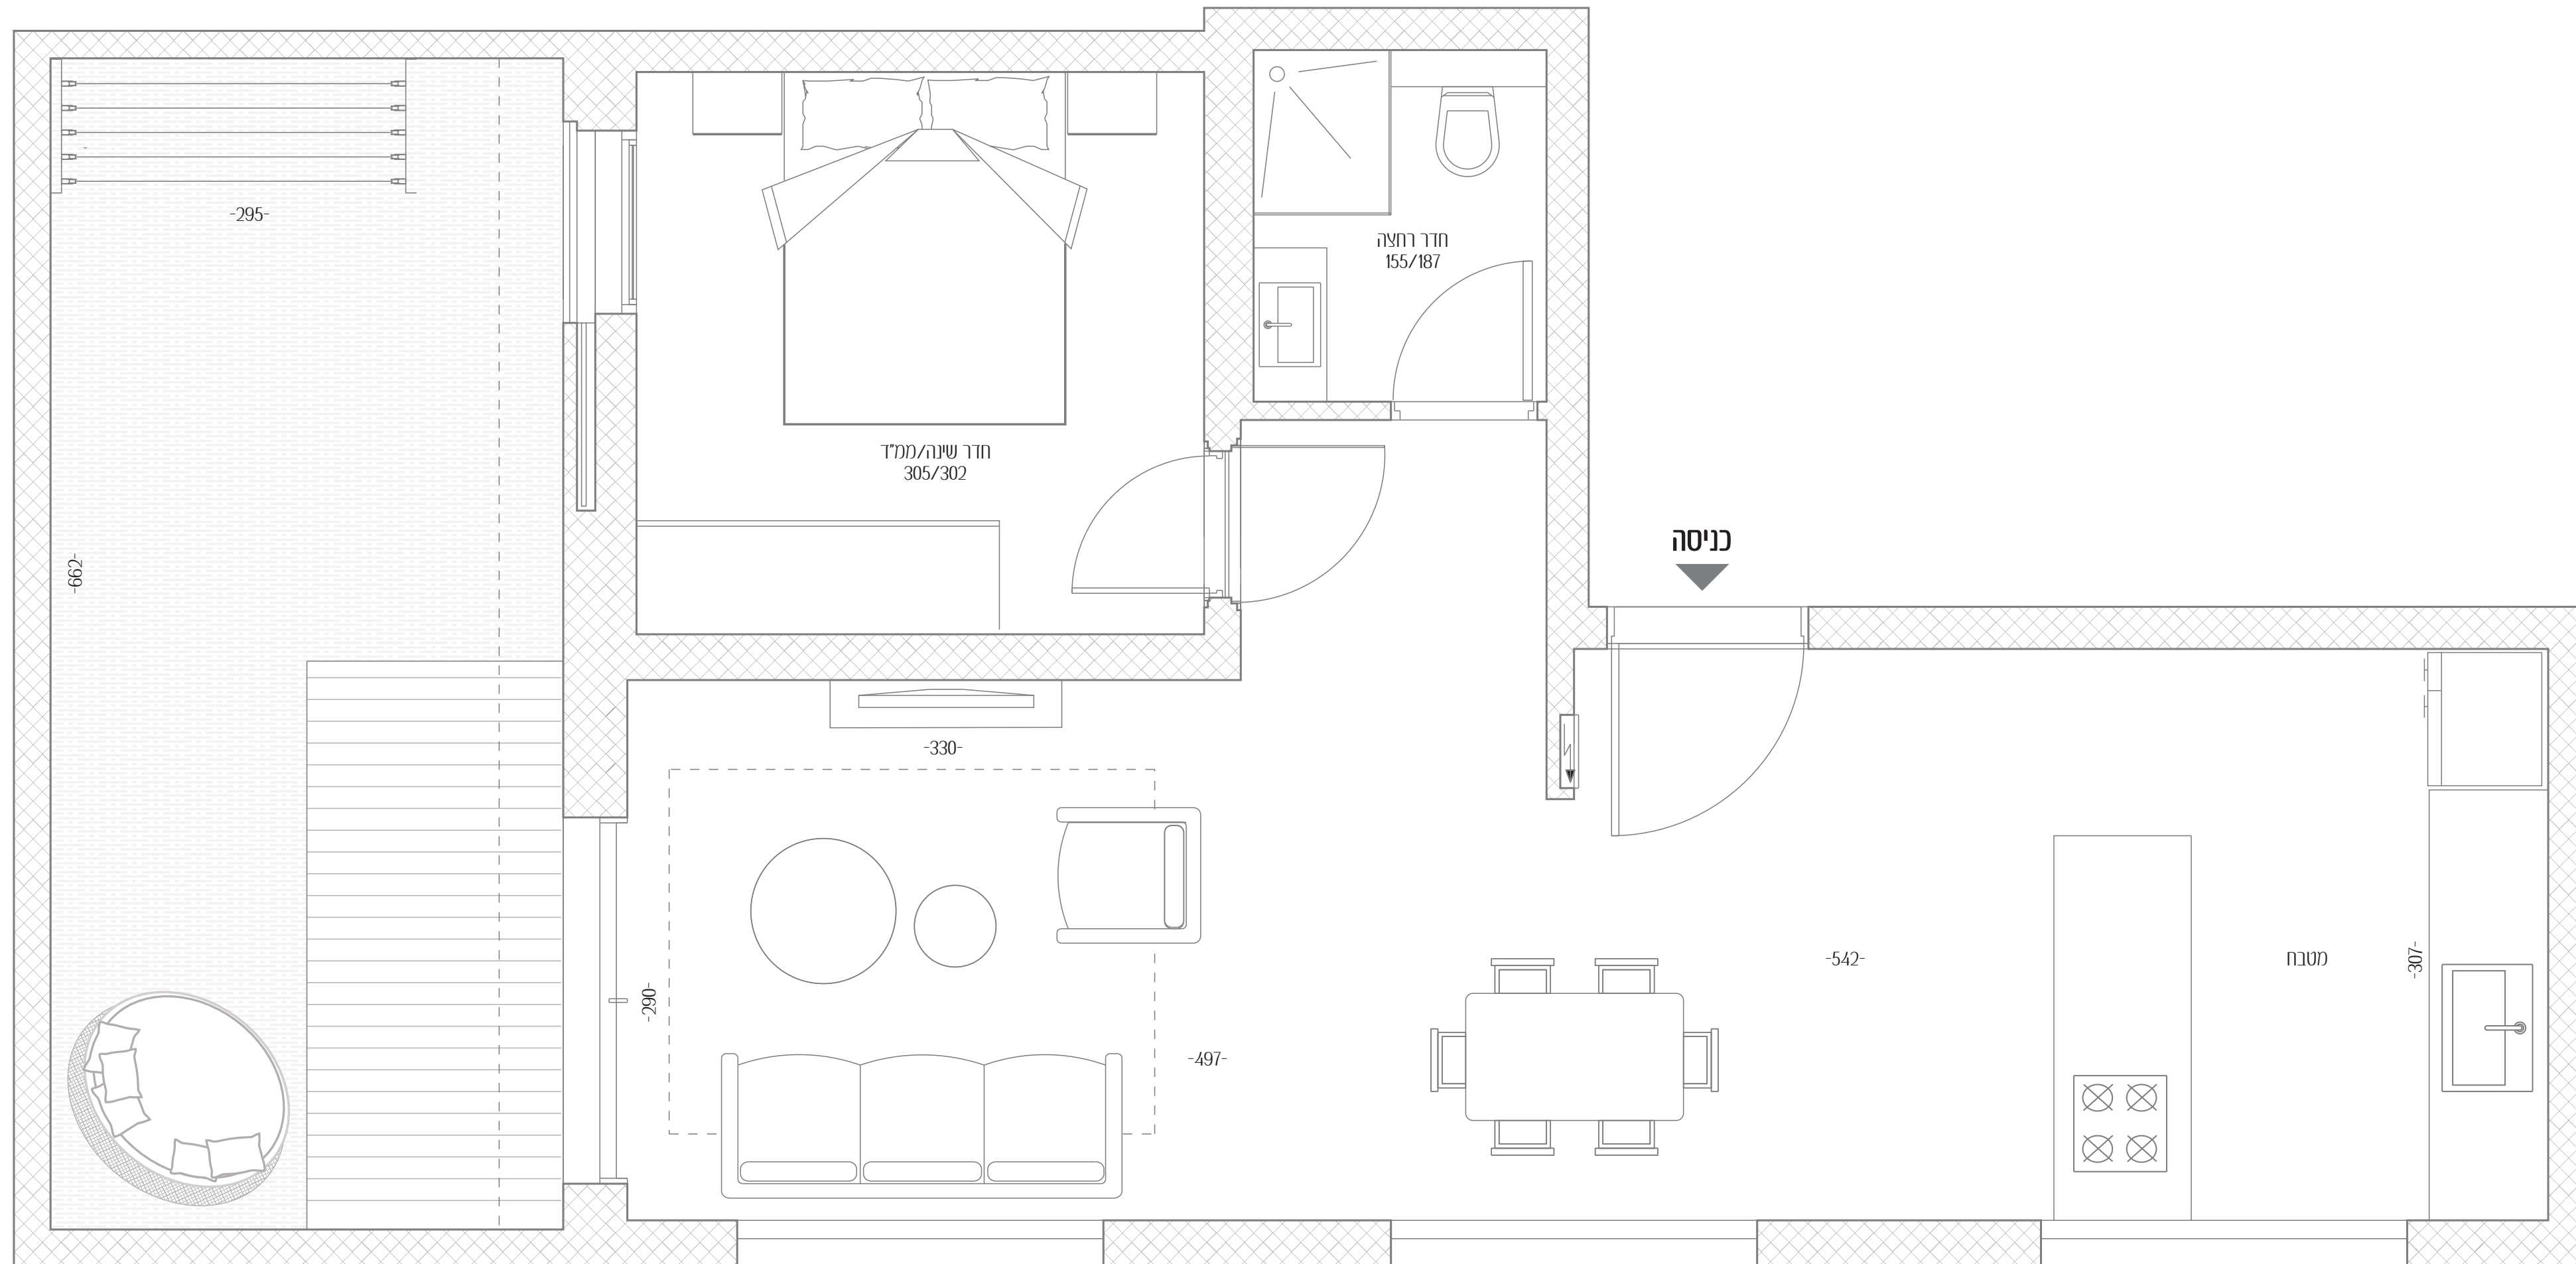 -295-
חדר רחצה
155/187
חדר שינה/ממ"ד
305/302
כניסה
-662-
-330-
-542-
מטבח
-307-
-290-
-497-